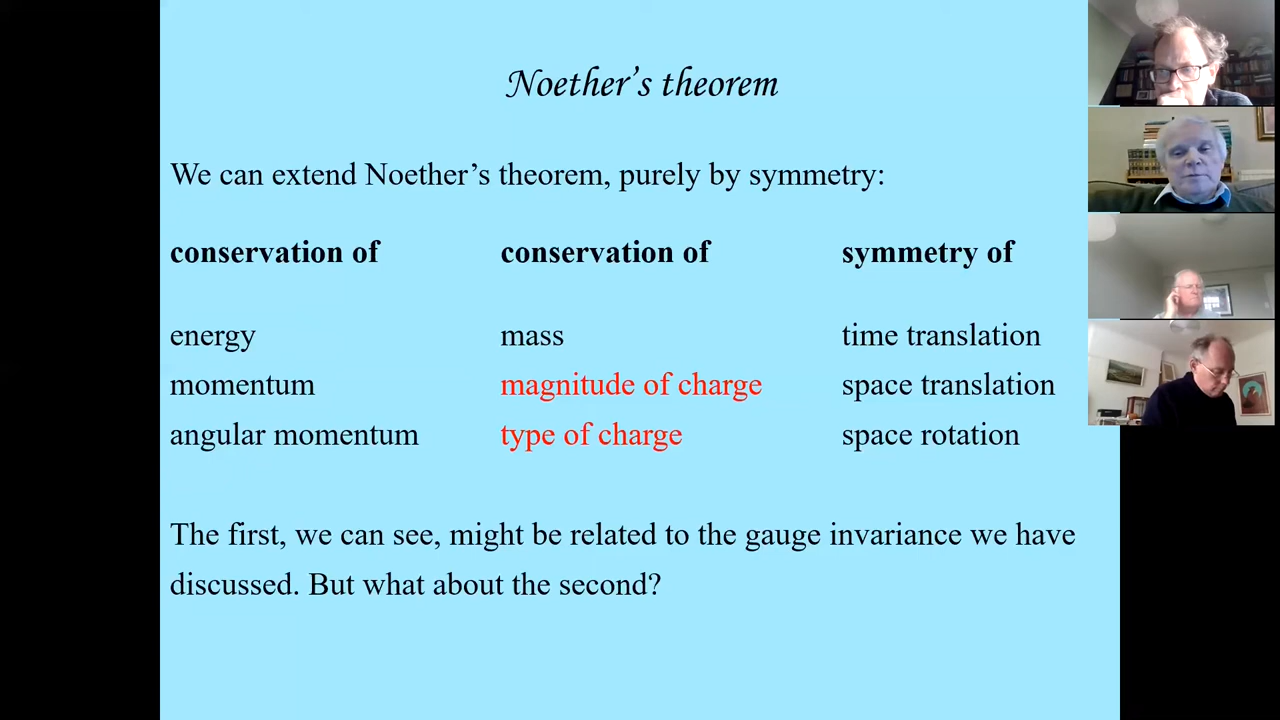 Noether’s theorem
We can extend Noether’s theorem, purely by symmetry:
conservation of conservation of symmetry of
energy mass time translation
momentum magnitude of charge space translation
angular momentum type of charge space rotation
The first, we can see, might be related to the gauge invariance we have
discussed. But what about the second?